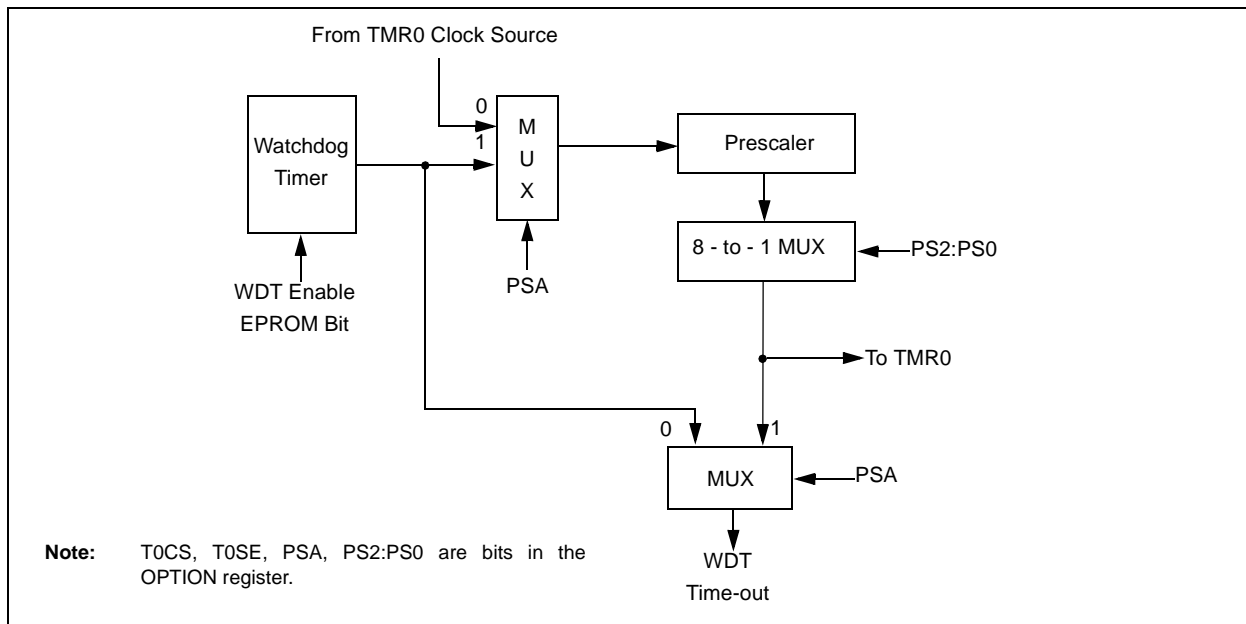 From TMR0 Clock Source
0
1
M
U
X
Watchdog
Timer
Prescaler
8 - to - 1 MUX
PS2:PS0
PSA
WDT Enable
EPROM Bit
To TMR0
0
1
MUX
PSA
WDT
Time-out
Note: T0CS, T0SE, PSA, PS2:PS0 are bits in the
OPTION register.